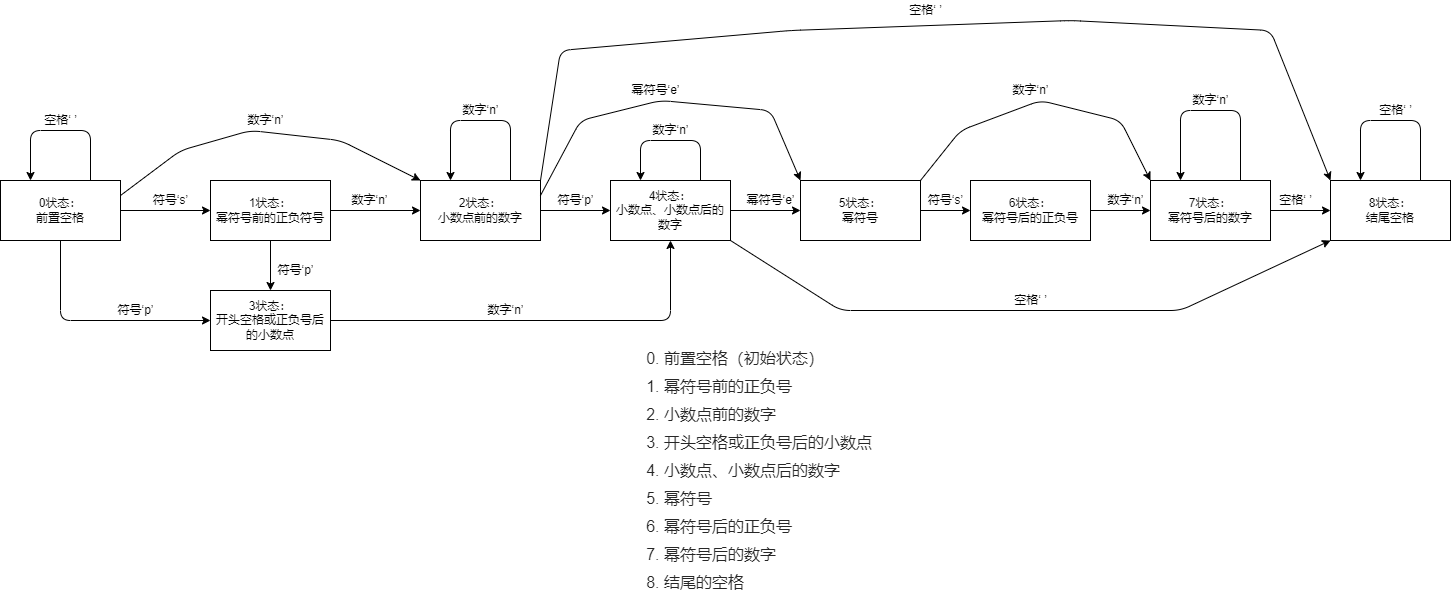 空格‘ ’
幂符号‘e’
数字‘n’
数字‘n’
数字‘n’
空格‘ ’
空格‘ ’
数字‘n’
数字‘n’
0状态：
前置空格
符号‘s’
1状态：
幂符号前的正负符号
数字‘n’
2状态：
小数点前的数字
符号‘p’
4状态：
小数点、小数点后的
数字
幂符号‘e’
5状态：
幂符号
符号‘s’
6状态：
幂符号后的正负号
数字‘n’
7状态：
幂符号后的数字
空格‘ ’
8状态：
结尾空格
符号‘p’
符号‘p’
3状态：
开头空格或正负号后
的小数点
数字‘n’
空格‘ ’
0. 前置空格（初始状态）
1. 幂符号前的正负号
2. 小数点前的数字
3. 开头空格或正负号后的小数点
4. 小数点、小数点后的数字
5. 幂符号
6. 幂符号后的正负号
7. 幂符号后的数字
8. 结尾的空格